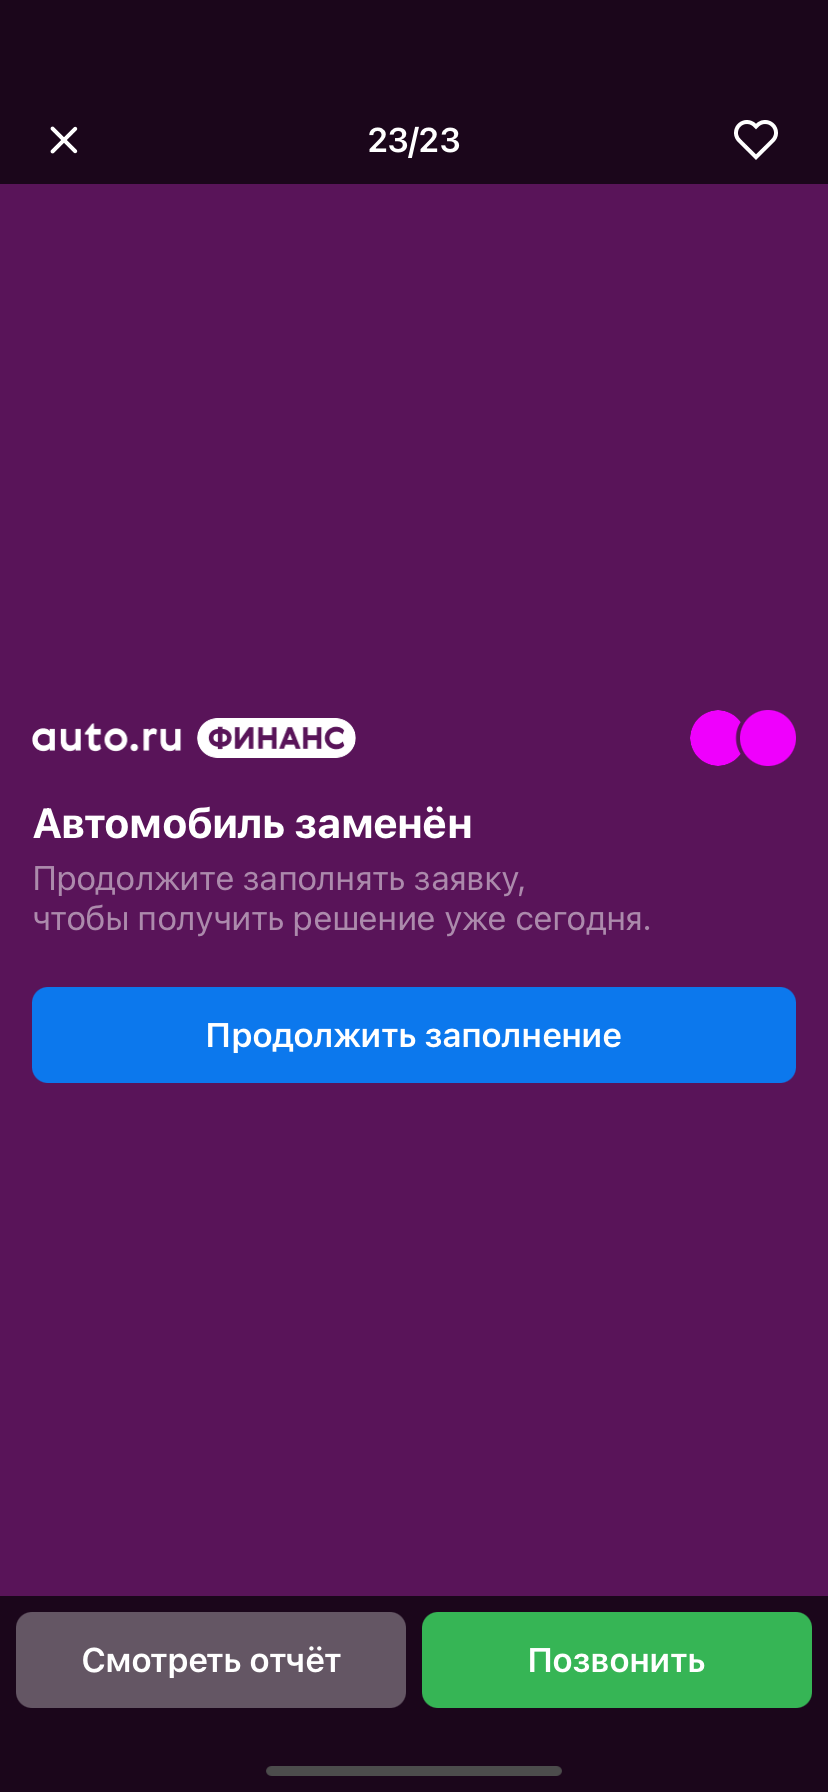 23/23
auto.ru ФИНАНС
Автомобиль заменён
Продолжите заполнять заявку,
чтобы получить решение уже сегодня.
Продолжить заполнение
Смотреть отчёт
Позвонить